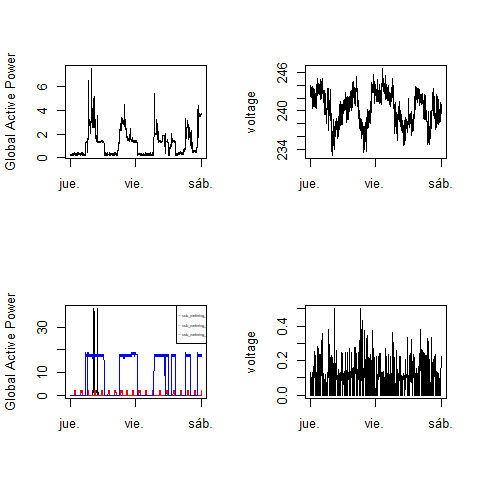 Global Active Power
6
4
2
0
jue.
vie.
sáb.
voltage
246
240
234
jue.
vie.
sáb.
Global Active Power
30
10
0
jue.
vie.
sáb.
voltage
0.4
0.2
0.0
jue.
vie.
sáb.